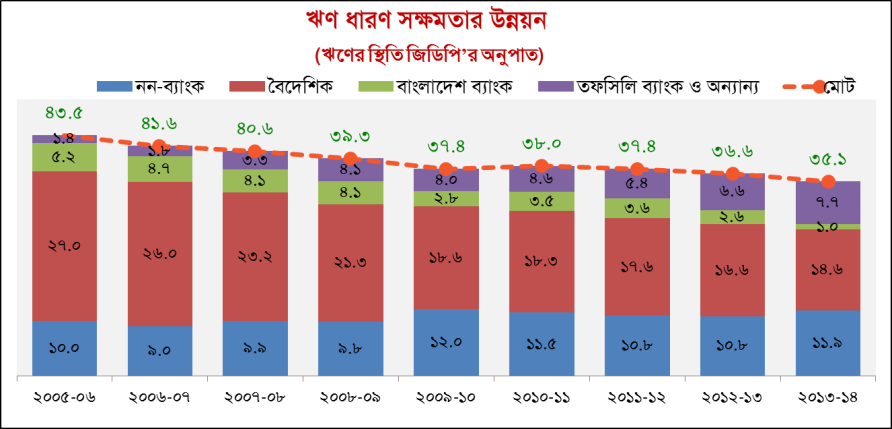 ঋণ ধারণ সক্ষমতার উন্নয়ন
(ঋণের স্থিতি জিডিপি’র অনুপাত)
নন-ব্যাংক বৈদেশিক বাংলাদেশ ব্যাংক তফসিলি ব্যাংক ও অন্যান্য মোট
৪৩.৫ ৪১.৬ ৪০.৬ ৩৯.৩ ৩৭.৪ ৩৮.০ ৩৭.৪ ৩৬.৬ ৩৫.১
১.৪ ১.৮ ৩.৩ ৪.১ ৪.০ ৪.৬ ৫.৪ ৬.৬ ৭.৭
৫.২ ৪.৭ ৪.১ ৪.১ ২.৮ ৩.৫ ৩.৬ ২.৬ ১.০
২৭.০ ২৬.০ ২৩.২ ২১.৩ ১৮.৬ ১৮.৩ ১৭.৬ ১৬.৬ ১৪.৬
১০.০ ৯.০ ৯.৯ ৯.৮ ১২.০ ১১.৫ ১০.৮ ১০.৮ ১১.৯
২০০৫-০৬ ২০০৬-০৭ ২০০৭-০৮ ২০০৮-০৯ ২০০৯-১০ ২০১০-১১ ২০১১-১২ ২০১২-১৩ ২০১৩-১৪